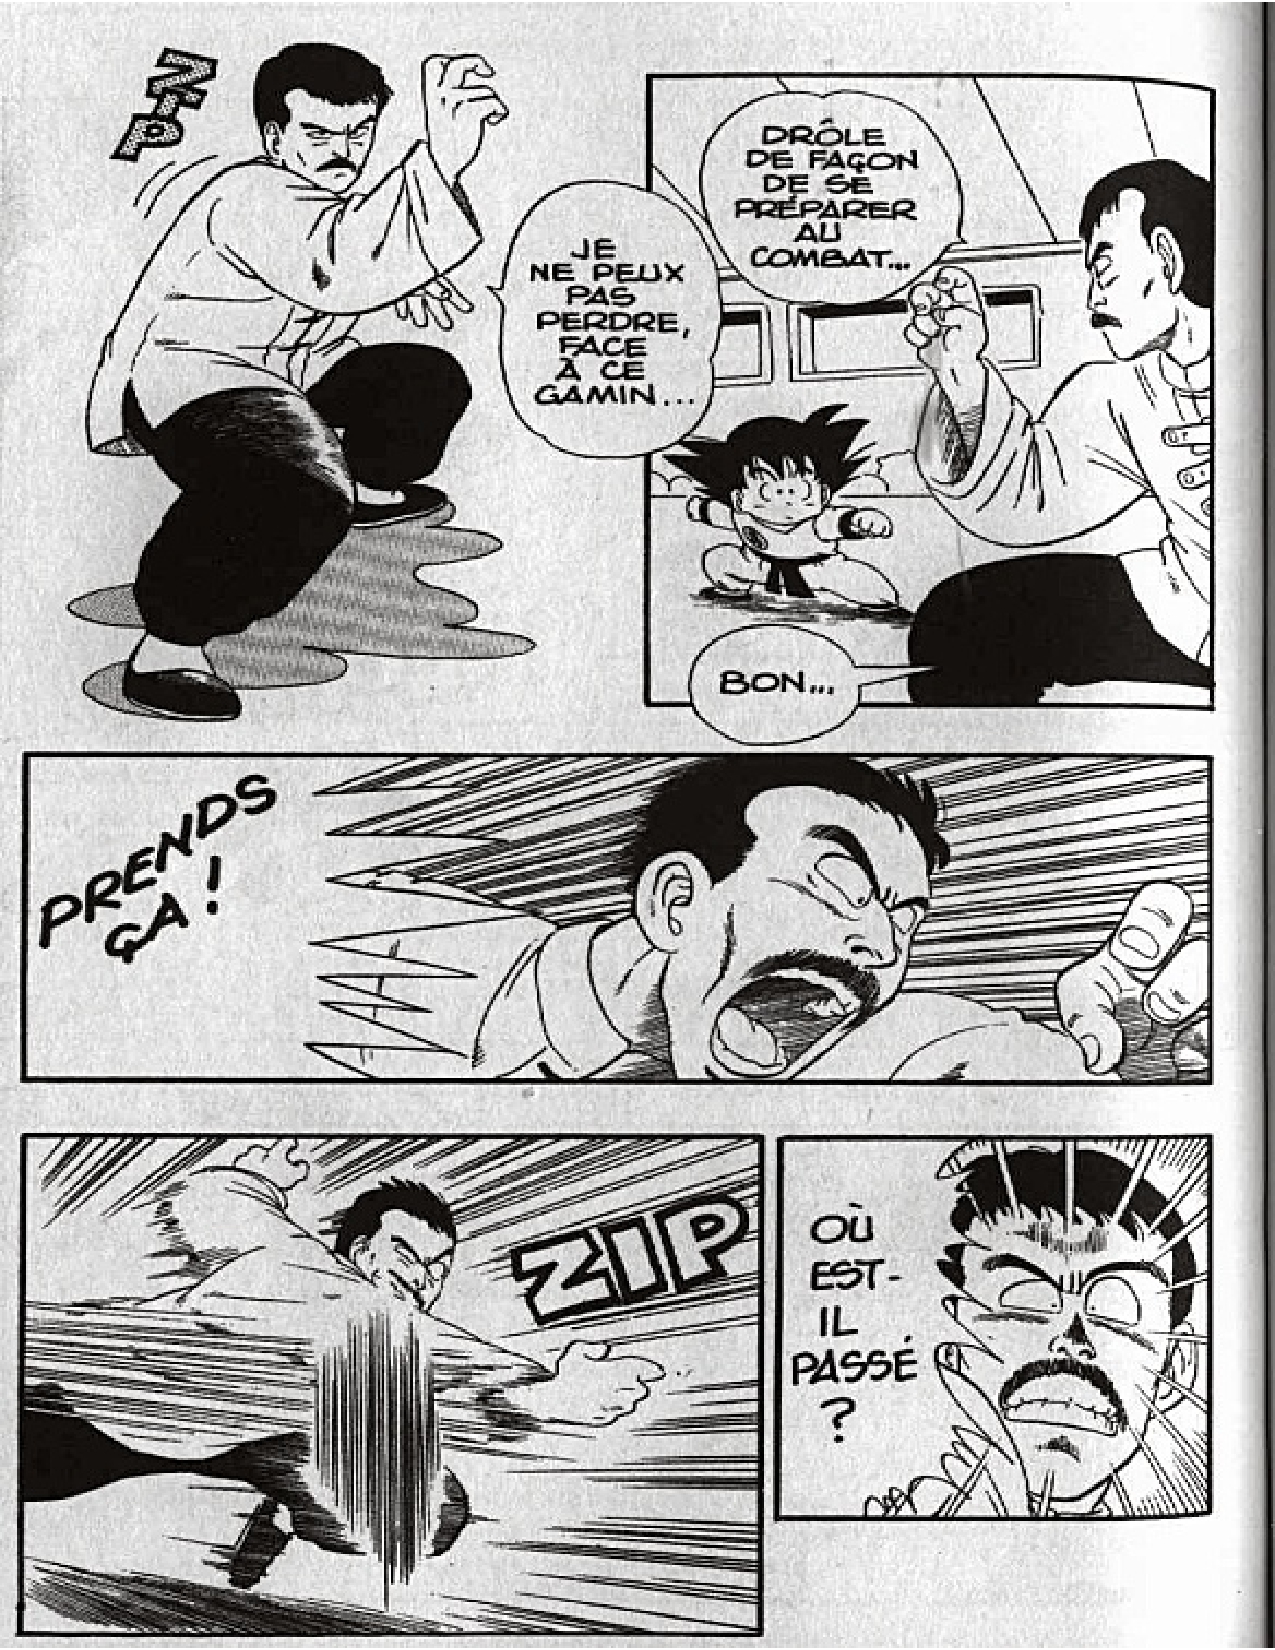 ZIP
JE
NE PEUX
PAS
PERDRE,
FACE
À CE
GAMIN...
DRÔLE
DE FAÇON
DE SE
PRÉPARER
AU
COMBAT...
BON...
PRENDS
ÇA !
ZIP
OÙ
EST-
IL
PASSÉ
?